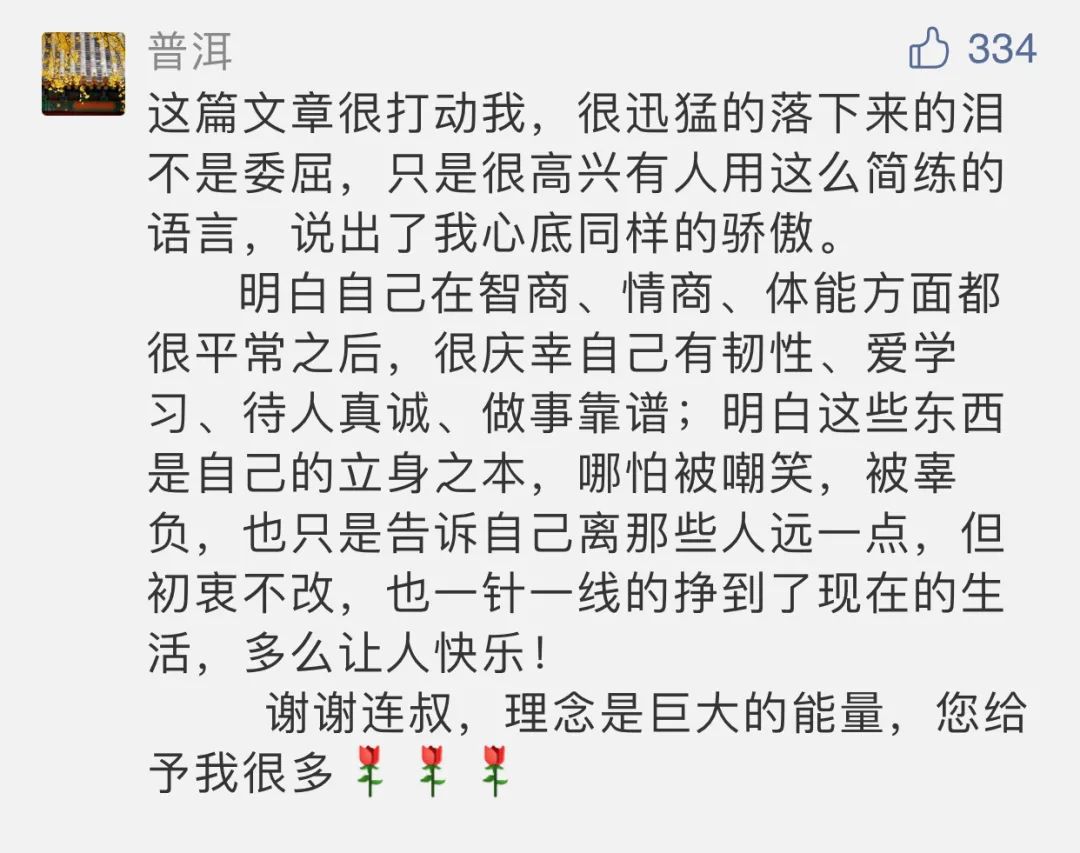 普洱
334
这篇文章很打动我，很迅猛的落下来的泪
不是委屈，只是很高兴有人用这么简练的
语言，说出了我心底同样的骄傲。
明白自己在智商、情商、体能方面都
很平常之后，很庆幸自己有韧性、爱学
习、待人真诚、做事靠谱；明白这些东西
是自己的立身之本，哪怕被嘲笑，被辜
负，也只是告诉自己离那些人远一点，但
初衷不改，也一针一线的挣到了现在的生
活，多么让人快乐！
谢谢连叔，理念是巨大的能量，您给
予我很多🌹🌹🌹